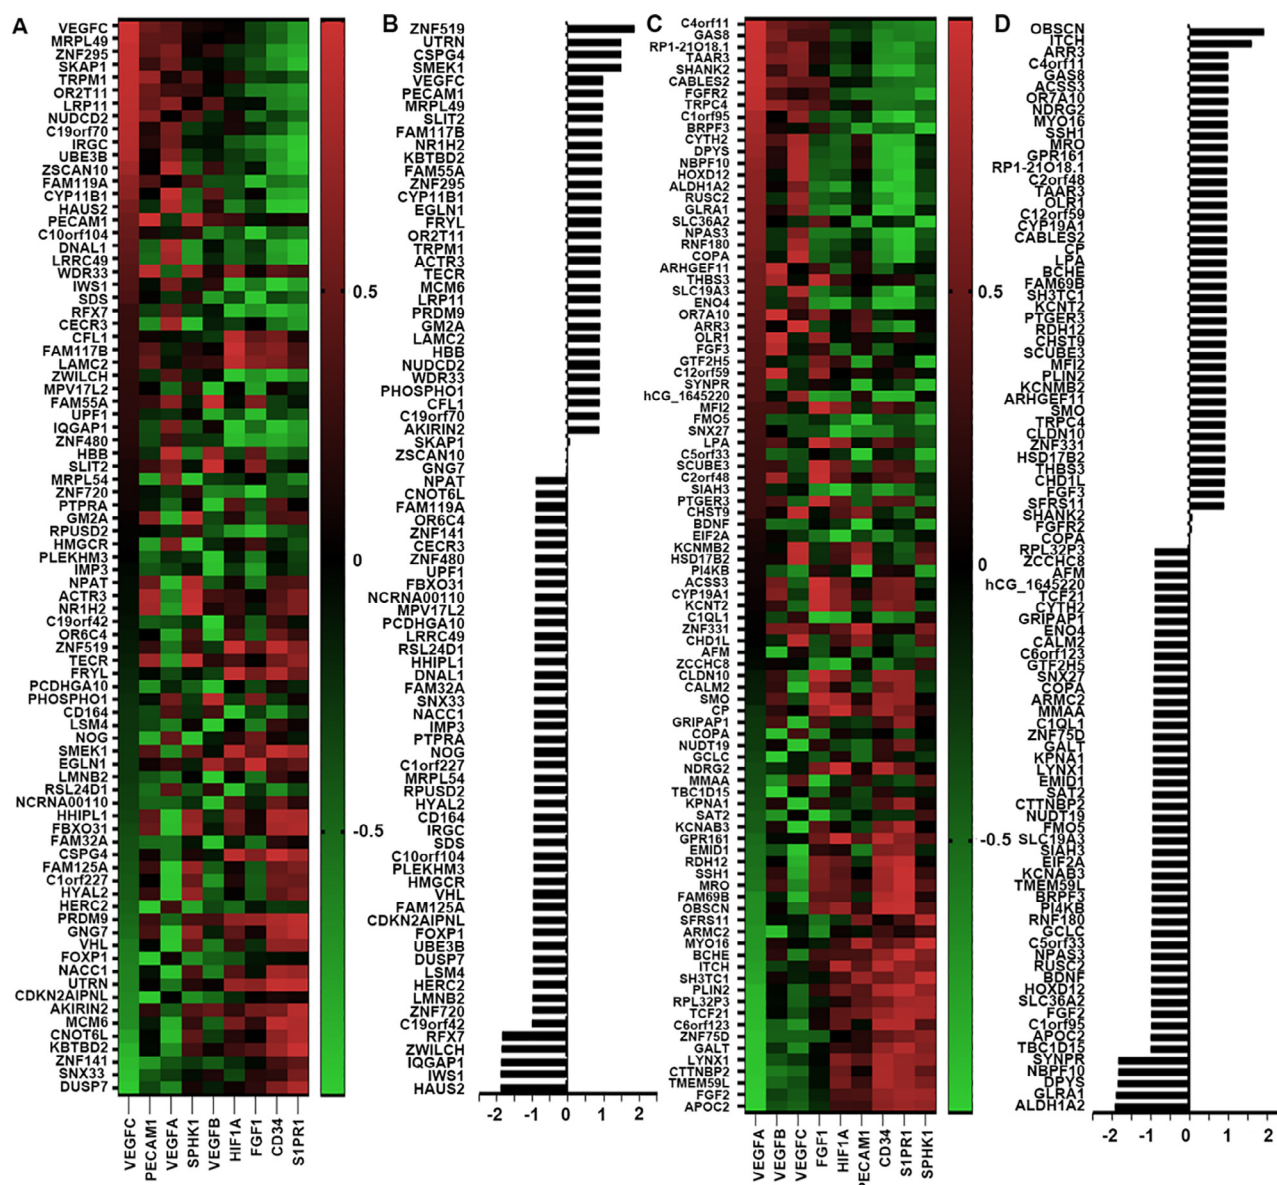 A
VEGFC
MRPL49
ZNF295
SKAP1
TRPM1
OR2T11
LRP11
NUDCD2
C19orf70
IRGC
UBE3B
ZSCAN10
FAM119A
CYP11B1
HAUS2
PECAM1
C10orf104
DNAL1
LRRC49
WDR33
IWS1
SDS
RFX7
CECR3
CFL1
FAM117B
LAMC2
ZWILCH
MPV17L2
FAM55A
UPF1
IQGAP1
ZNF480
HBB
SLIT2
MRPL54
ZNF720
PTPRA
GM2A
RPUSD2
HMGCR
PLEKHM3
IMP3
NPAT
ACTR3
NR1H2
C19orf42
OR6C4
ZNF519
TECR
FRYL
PCDHGA10
PHOSPHO1
CD164
LSM4
NOG
SMEK1
EGLN1
LMNB2
RSL24D1
NCRNA00110
HHIPL1
FBXO31
FAM32A
CSPG4
FAM125A
C1orf227
HYAL2
HERC2
PRDM9
GNG7
VHL
FOXP1
NACC1
UTRN
CDKN2AIPNL
AKIRIN2
MCM6
CNOT6L
KBTBD2
ZNF141
SNX33
DUSP7
VEGFC
PECAM1
VEGFA
SPHK1
VEGFB
HIF1A
FGF1
CD34
S1PR1
0.5
0
-0.5
B
ZNF519
UTRN
CSPG4
SMEK1
VEGFC
PECAM1
MRPL49
SLIT2
FAM117B
NR1H2
KBTBD2
FAM55A
ZNF295
CYP11B1
EGLN1
FRYL
OR2T11
TRPM1
ACTR3
TECR
MCM6
LRP11
PRDM9
GM2A
LAMC2
HBB
NUDCD2
WDR33
PHOSPHO1
CFL1
C19orf70
AKIRIN2
SKAP1
ZSCAN10
GNG7
NPAT
CNOT6L
FAM119A
OR6C4
ZNF141
CECR3
ZNF480
UPF1
FBXO31
NCRNA00110
MPV17L2
PCDHGA10
LRRC49
RSL24D1
HHIPL1
DNAL1
FAM32A
SNX33
NACC1
IMP3
PTPRA
NOG
C1orf227
MRPL54
RPUSD2
HYAL2
CD164
IRGC
SDS
C10orf104
PLEKHM3
HMGCR
VHL
FAM125A
CDKN2AIPNL
FOXP1
UBE3B
DUSP7
LSM4
HERC2
LMNB2
ZNF720
C19orf42
RFX7
ZWILCH
IQGAP1
IWS1
HAUS2
-2 -1 0 1 2
C
C4orf11
GAS8
RP1-21O18.1
TAAR3
SHANK2
CABLES2
FGFR2
TRPC4
C1orf95
BRPF3
CYTH2
DPYS
NBPF10
HOXD12
ALDH1A2
RUSC2
GLRA1
SLC36A2
NPAS3
RNF180
COPA
ARHGEF11
THBS3
SLC19A3
ENO4
OR7A10
ARR3
OLR1
FGF3
GTF2H5
C12orf59
SYNPR
hCG_1645220
MFI2
FMO5
SNX27
LPA
C5orf33
SCUBE3
C2orf48
SIAH3
PTGER3
CHST9
BDNF
EIF2A
KCNMB2
HSD17B2
PI4KB
ACSS3
CYP19A1
KCNT2
C1QL1
ZNF331
CHD1L
AFM
ZCCHC8
CLDN10
CALM2
SMO
CP
GRIPAP1
COPA
NUDT19
GCLC
NDRG2
MMAA
TBC1D15
KPNA1
SAT2
KCNAB3
GPR161
EMID1
RDH12
SSH1
MRO
FAM69B
OBSCN
SFRS11
ARMC2
MYO16
BCHE
ITCH
SH3TC1
PLIN2
RPL32P3
TCF21
C6orf123
ZNF75D
GALT
LYNX1
CTTNBP2
TMEM59L
FGF2
APOC2
VEGFA
VEGFB
VEGFC
FGF1
HIF1A
PECAM1
CD34
S1PR1
SPHK1
0.5
0
-0.5
D
OBSCN
ITCH
ARR3
C4orf11
GAS8
ACSS3
OR7A10
NDRG2
MYO16
SSH1
MRO
GPR161
RP1-21O18.1
C2orf48
TAAR3
OLR1
C12orf59
CYP19A1
CABLES2
CP
LPA
BCHE
FAM69B
SH3TC1
KCNT2
PTGER3
RDH12
CHST9
SCUBE3
MFI2
PLIN2
KCNMB2
ARHGEF11
SMO
TRPC4
CLDN10
ZNF331
HSD17B2
THBS3
CHD1L
FGF3
SFRS11
SHANK2
FGFR2
COPA
RPL32P3
ZCCHC8
AFM
hCG_1645220
TCF21
CYTH2
GRIPAP1
ENO4
CALM2
C6orf123
GTF2H5
SNX27
COPA
ARMC2
MMAA
C1QL1
ZNF75D
GALT
KPNA1
LYNX1
EMID1
SAT2
CTTNBP2
NUDT19
FMO5
SLC19A3
SIAH3
EIF2A
KCNAB3
TMEM59L
BRPF3
PI4KB
RNF180
GCLC
C5orf33
NPAS3
RUSC2
BDNF
HOXD12
SLC36A2
FGF2
C1orf95
APOC2
TBC1D15
SYNPR
NBPF10
DPYS
GLRA1
ALDH1A2
-2 -1 0 1 2